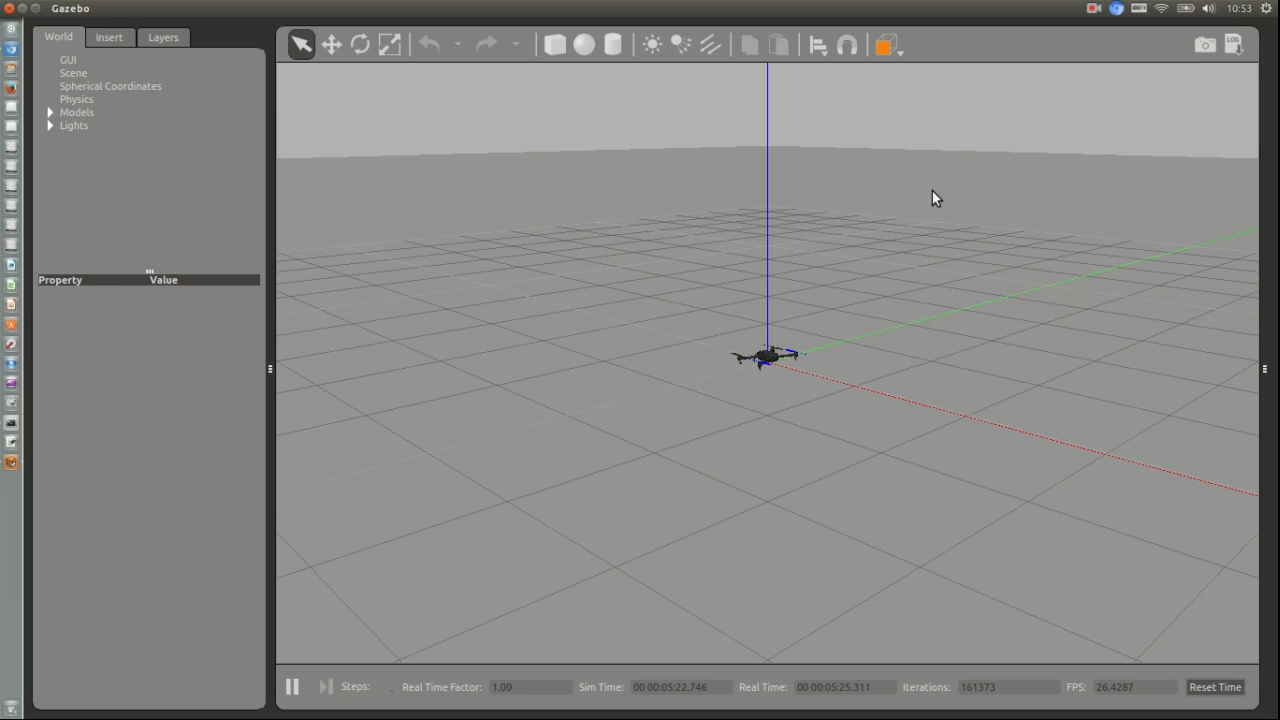 Gazebo
10:53
World Insert Layers
LOG
GUI
Scene
Spherical Coordinates
Physics
Models
Lights
Property Value
Steps: Real Time Factor: 1.00 Sim Time: 00 00:05:22.746 Real Time: 00 00:05:25.311 Iterations: 161373 FPS: 26.4287 Reset Time